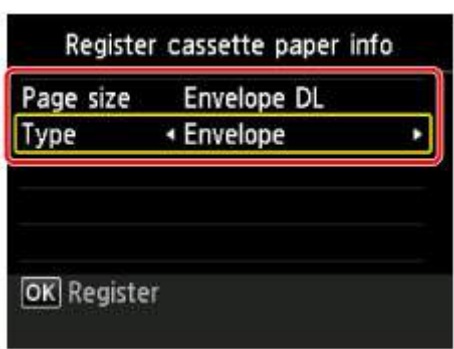 Register cassette paper info
Page size Envelope DL
Type Envelope
OK Register